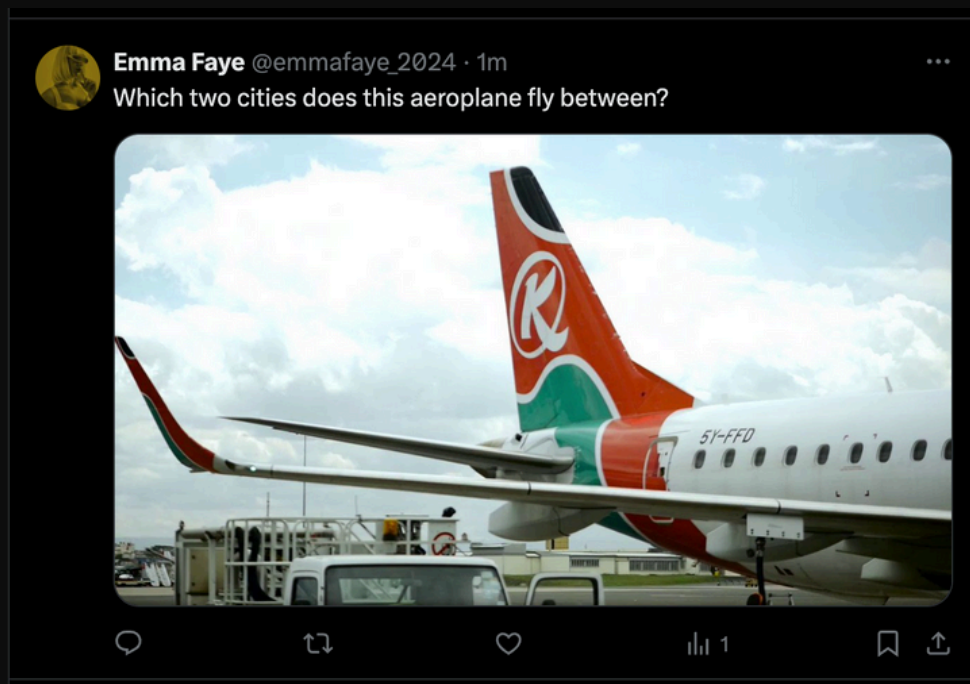 Emma Faye @emmafaye_2024 · 1m
Which two cities does this aeroplane fly between?
K
5Y-FFD
1